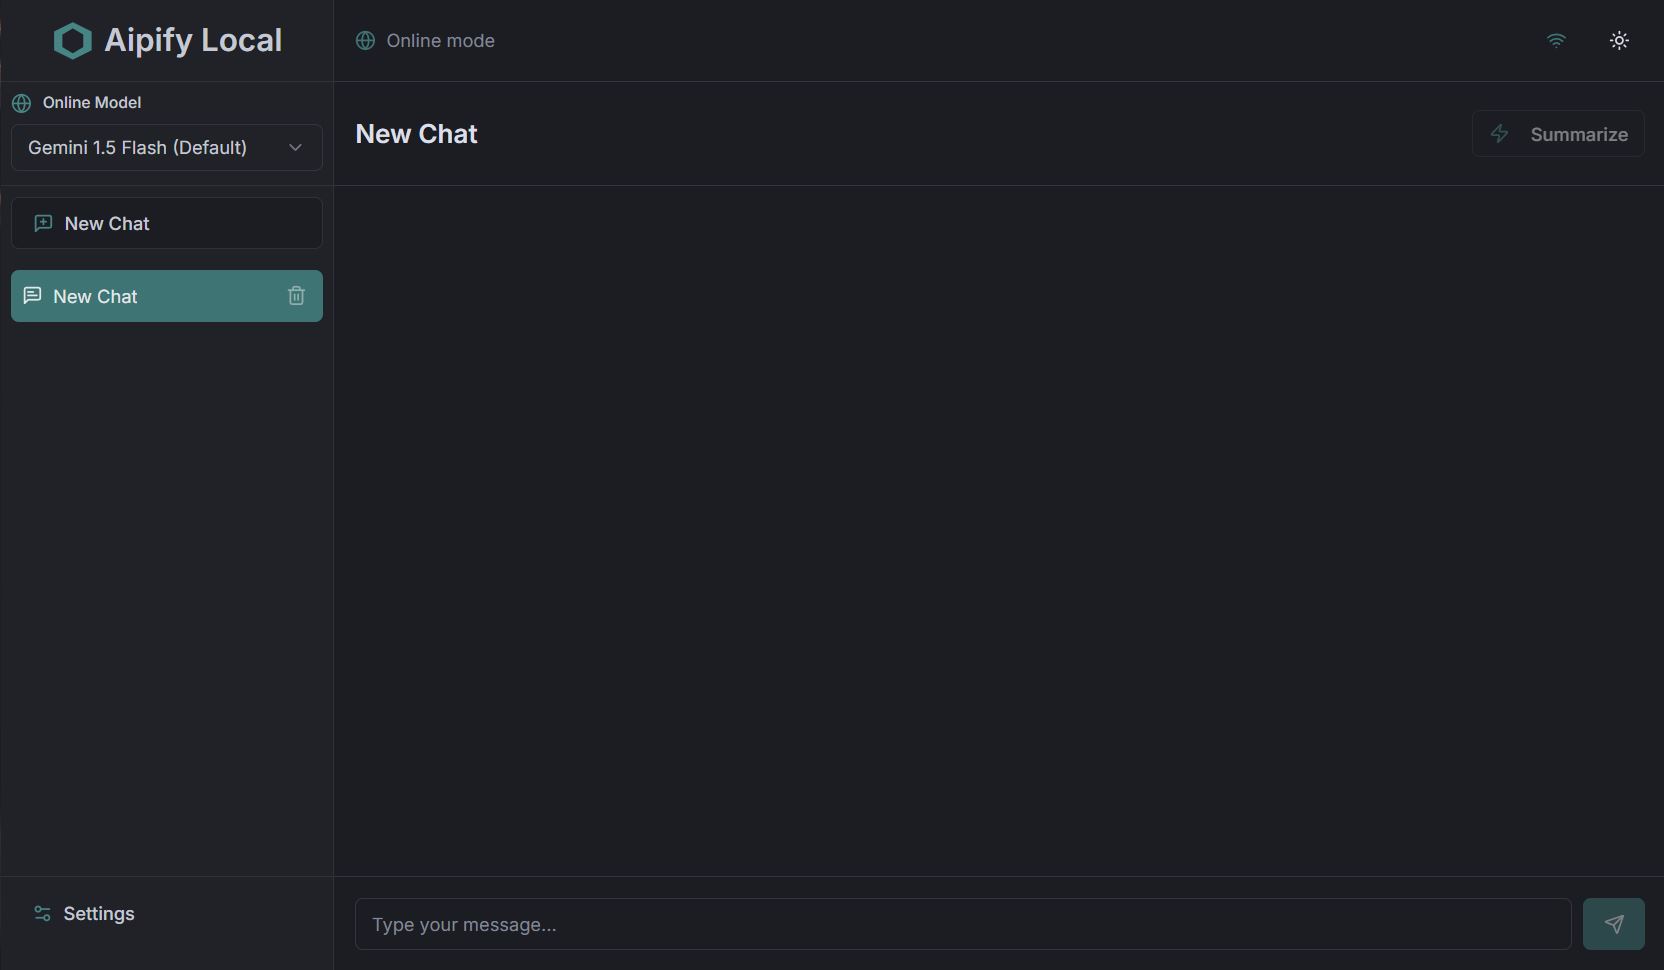 Aipify Local
Online mode
Online Model
Gemini 1.5 Flash (Default)
New Chat
Summarize
New Chat
New Chat
Settings
Type your message...